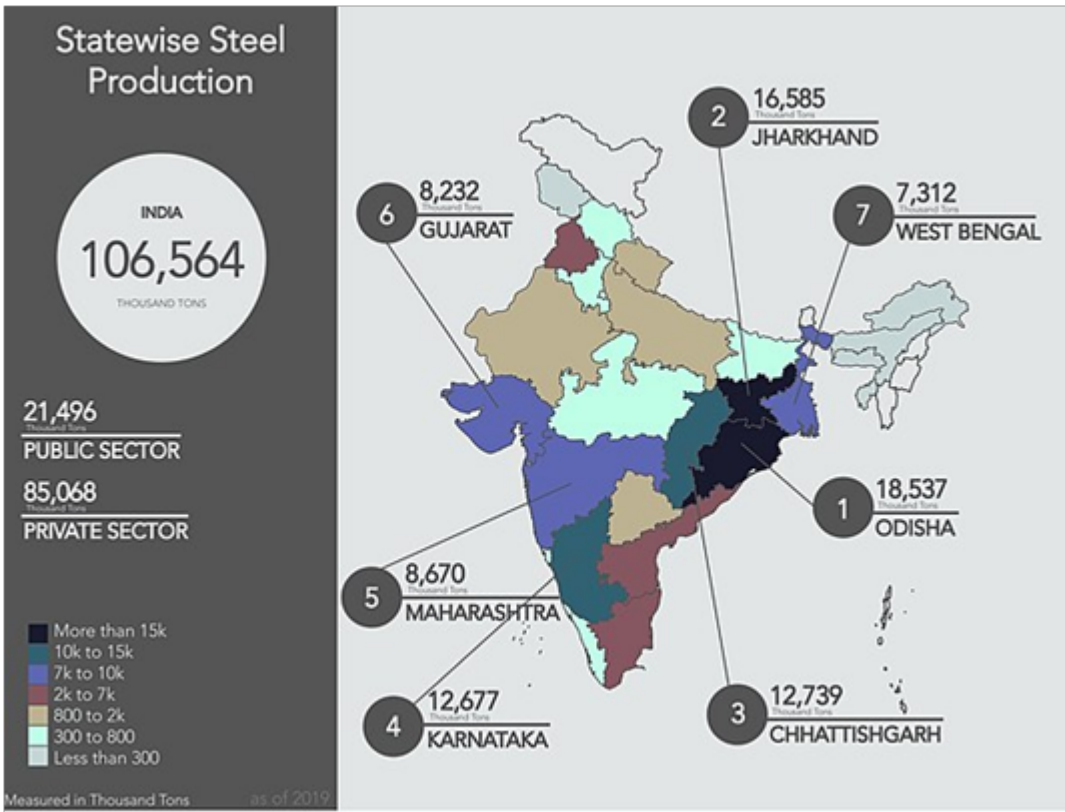 Statewise Steel
Production
INDIA
106,564
THOUSAND TONS
21,496
Thousand Tons
PUBLIC SECTOR
85,068
Thousand Tons
PRIVATE SECTOR
More than 15k
10k to 15k
7k to 10k
2k to 7k
800 to 2k
300 to 800
Less than 300
Measured in Thousand Tons
as of 2019
2
16,585
Thousand Tons
JHARKHAND
6
8,232
Thousand Tons
GUJARAT
7
7,312
Thousand Tons
WEST BENGAL
1
18,537
Thousand Tons
ODISHA
5
8,670
Thousand Tons
MAHARASHTRA
4
12,677
Thousand Tons
KARNATAKA
3
12,739
Thousand Tons
CHHATTISHGARH